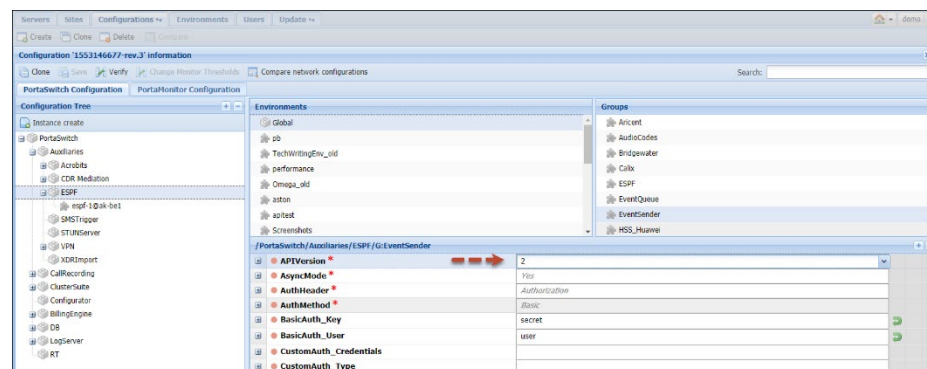 Servers Sites Configurations Environments Users Update demo
Create Clone Delete Compare
Configuration '1553146677-rev.3' information
Clone Save Verify Change Monitor Thresholds Compare network configurations Search:
PortaSwitch Configuration PortaMonitor Configuration
Configuration Tree
Instance create
PortaSwitch
Auxiliaries
Acrobits
CDR Mediation
ESPF
espf-1@ak-be1
SMSTrigger
STUNServer
VPN
XDRImport
CallRecording
ClusterSuite
Configurator
BillingEngine
DB
LogServer
RT
Environments
Global
pb
TechWritingEnv_old
performance
Omega_old
aston
apitest
Screenshots
Groups
Aricent
AudioCodes
Bridgewater
Calix
ESPF
EventQueue
EventSender
HSS_Huawei
/PortaSwitch/Auxiliaries/ESPF/G:EventSender
APIVersion * 2
AsyncMode * Yes
AuthHeader * Authorization
AuthMethod * Basic
BasicAuth_Key secret
BasicAuth_User user
CustomAuth_Credentials
CustomAuth_Type